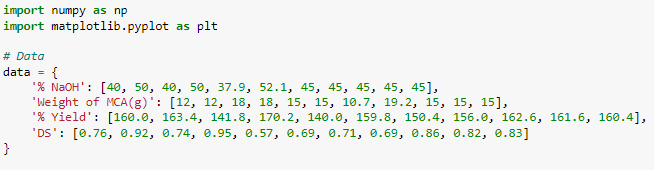 import numpy as np
import matplotlib.pyplot as plt
# Data
data = {
'% NaOH': [40, 50, 40, 50, 37.9, 52.1, 45, 45, 45, 45, 45],
'Weight of MCA(g)': [12, 12, 18, 18, 15, 15, 10.7, 19.2, 15, 15, 15],
'% Yield': [160.0, 163.4, 141.8, 170.2, 140.0, 159.8, 150.4, 156.0, 162.6, 161.6, 160.4],
'DS': [0.76, 0.92, 0.74, 0.95, 0.57, 0.69, 0.71, 0.69, 0.86, 0.82, 0.83]
}